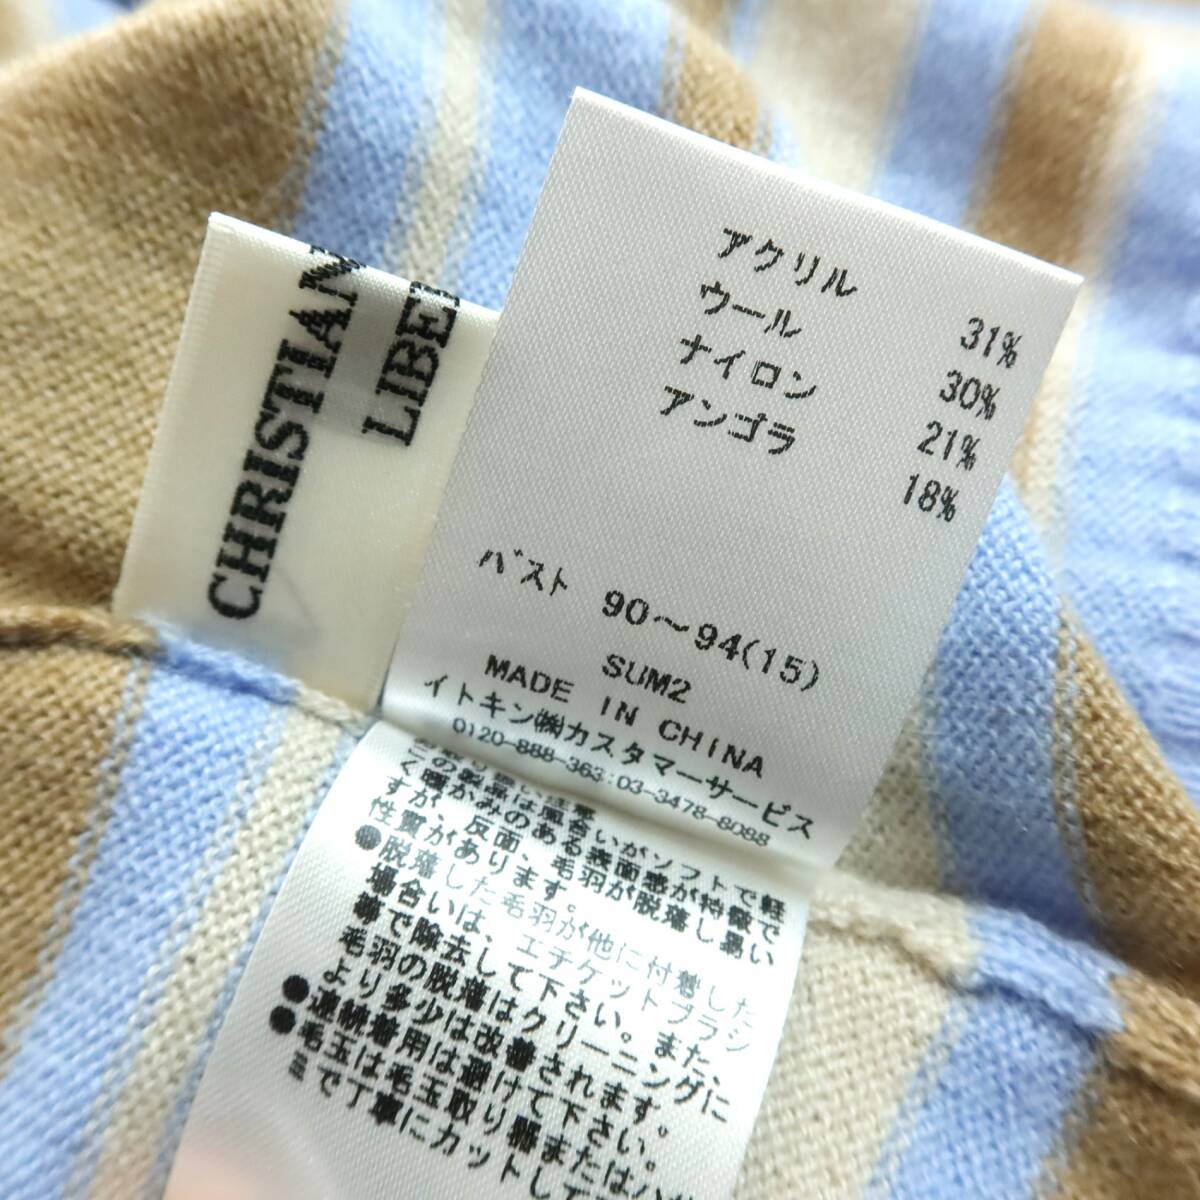 CHRISTIAN
アクリル 31%
ウール 30%
ナイロン 21%
アンゴラ 18%
バスト 90〜94(15)
SUM2
MADE IN CHINA
イトキン㈱カスタマーサービス
0120-888-363:03-3478-8088
この製品は風合いがソフトで軽
く暖かみのある表面感が特徴で
すが、反面、毛羽が脱落し易い
性質があります。
●脱落した毛羽が他に付着した
場合いは、エチケットブラシ
等で除去して下さい。また、
毛羽の脱落はクリーニングに
より多少は改善されます。
●連続着用は避けて下さい。
●毛玉は毛玉取り器または
で丁寧にカットして